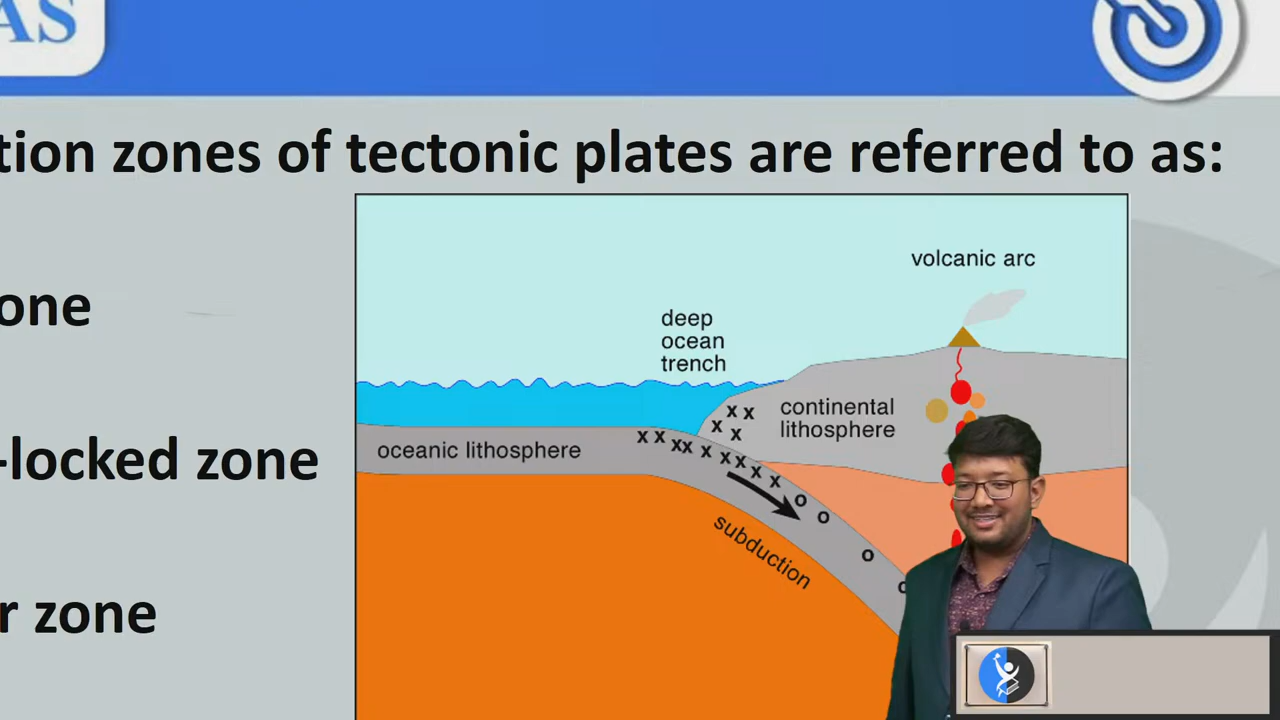 AS
tion zones of tectonic plates are referred to as:
volcanic arc
deep
ocean
trench
one
x x
continental
x
x
lithosphere
oceanic lithosphere
x x xx x x x x x
-locked zone
o o o
subduction
r zone